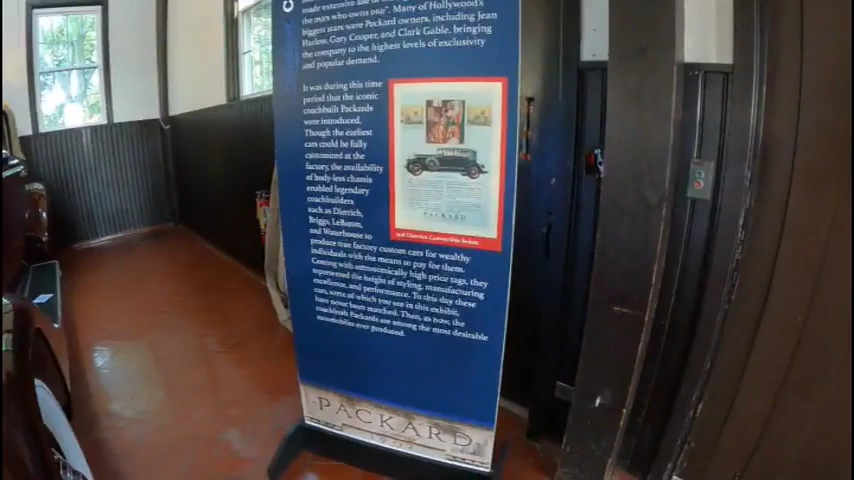 the man who owns one". Many of Hollywood's
biggest stars were Packard owners, including Jean
Harlow, Gary Cooper, and Clark Gable, bringing
the company to the highest levels of exclusivity
and popular demand.
It was during this time
period that the iconic
coachbuilt Packards
were introduced.
Though the earliest
cars could be fully
customized at the
factory, the availability
of body-less chassis
enabled legendary
coachbuilders
such as Dietrich,
Briggs, LeBaron,
and Waterhouse to
produce true factory custom cars for wealthy
individuals with the means to pay for them.
Coming with astronomically high price tags, they
represented the height of styling, manufacturing
excellence, and performance. To this day these
cars, some of which you see in this exhibit,
have never been matched. Then, as now, the
coachbuilt Packards are among the most desirable
automobiles ever produced.
PACKARD
Convertible Sedan
PACKARD
1907